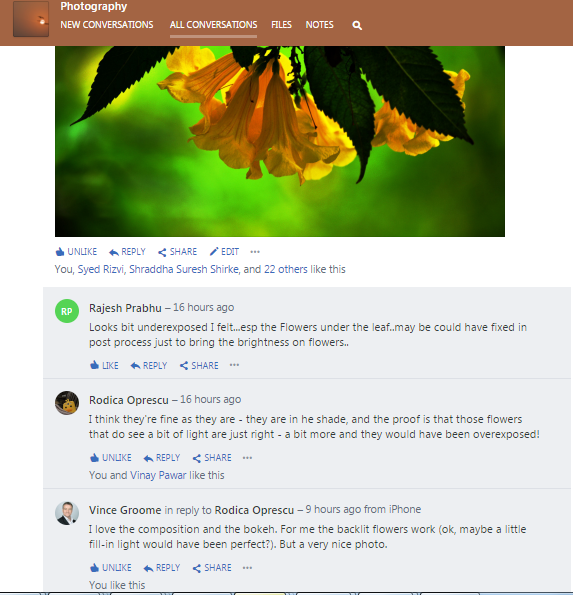 Photography
NEW CONVERSATIONS ALL CONVERSATIONS FILES NOTES
UNLIKE REPLY SHARE EDIT ...
You, Syed Rizvi, Shraddha Suresh Shirke, and 22 others like this
RP
Rajesh Prabhu – 16 hours ago
Looks bit underexposed I felt...esp the Flowers under the leaf..may be could have fixed in
post process just to bring the brightness on flowers..
LIKE REPLY SHARE ...
Rodica Oprescu – 16 hours ago
I think they're fine as they are - they are in he shade, and the proof is that those flowers
that do see a bit of light are just right - a bit more and they would have been overexposed!
UNLIKE REPLY SHARE ...
You and Vinay Pawar like this
Vince Groome in reply to Rodica Oprescu – 9 hours ago from iPhone
I love the composition and the bokeh. For me the backlit flowers work (ok, maybe a little
fill-in light would have been perfect?). But a very nice photo.
UNLIKE REPLY SHARE ...
You like this